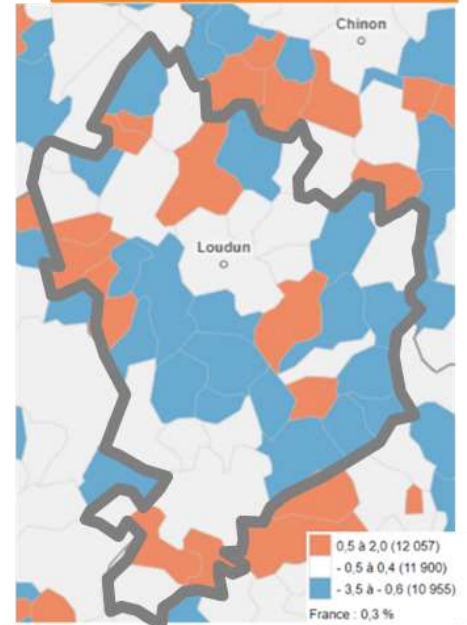 Chinon
Loudun
0,5 à 2,0 (12 057)
- 0,5 à 0,4 (11 900)
- 3,5 à - 0,6 (10 955)
France : 0,3 %